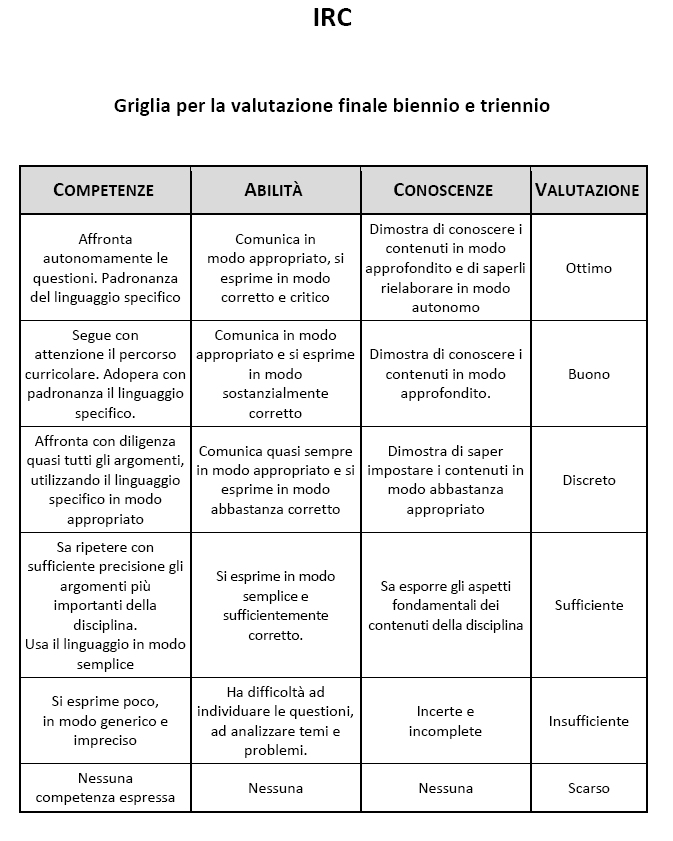 IRC
Griglia per la valutazione finale biennio e triennio
COMPETENZE
ABILITÀ
CONOSCENZE
VALUTAZIONE
Affronta
autonomamente le
questioni. Padronanza
del linguaggio specifico
Comunica in
modo appropriato, si
esprime in modo
corretto e critico
Dimostra di conoscere i
contenuti in modo
approfondito e di saperli
rielaborare in modo
autonomo
Ottimo
Segue con
attenzione il percorso
curricolare. Adopera con
padronanza il linguaggio
specifico.
Comunica in modo
appropriato e si esprime
in modo
sostanzialmente
corretto
Dimostra di conoscere i
contenuti in modo
approfondito.
Buono
Affronta con diligenza
quasi tutti gli argomenti,
utilizzando il linguaggio
specifico in modo
appropriato
Comunica quasi sempre
in modo appropriato e si
esprime in modo
abbastanza corretto
Dimostra di saper
impostare i contenuti in
modo abbastanza
appropriato
Discreto
Sa ripetere con
sufficiente precisione gli
argomenti più
importanti della
disciplina.
Usa il linguaggio in modo
semplice
Si esprime in modo
semplice e
sufficientemente
corretto.
Sa esporre gli aspetti
fondamentali dei
contenuti della disciplina
Sufficiente
Si esprime poco,
in modo generico e
impreciso
Ha difficoltà ad
individuare le questioni,
ad analizzare temi e
problemi.
Incerte e
incomplete
Insufficiente
Nessuna
competenza espressa
Nessuna
Nessuna
Scarso